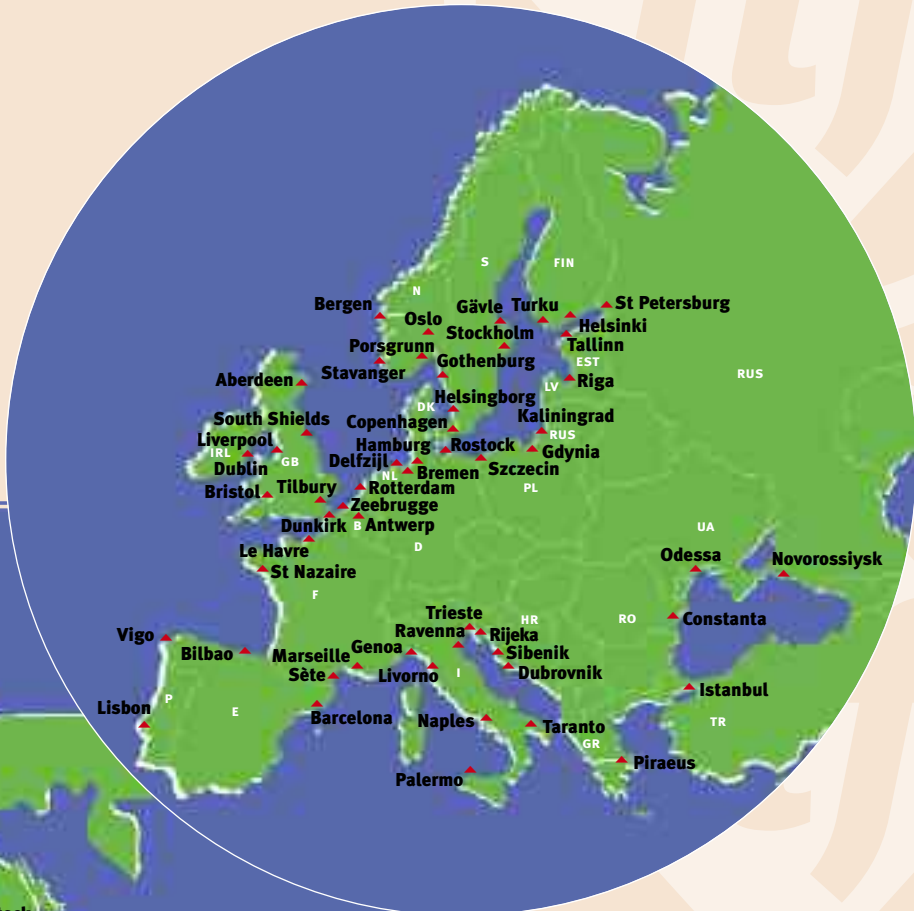 S
FIN
N
Bergen
Gävle
Turku
St Petersburg
Oslo
Helsinki
Stockholm
Tallinn
Porsgrunn
Gothenburg
EST
Stavanger
RUS
Aberdeen
Riga
LV
Helsingborg
DK
Kaliningrad
South Shields
Copenhagen
RUS
Liverpool
Hamburg
Rostock
Gdynia
IRL
GB
Delfzijl
Dublin
Szczecin
Bremen
NL
Tilbury
Rotterdam
PL
Bristol
Zeebrugge
Dunkirk
B
Antwerp
UA
D
Le Havre
Odessa
Novorossiysk
St Nazaire
F
Trieste
HR
RO
Constanta
Vigo
Ravenna
Rijeka
Bilbao
Genoa
Sibenik
Marseille
Sète
Livorno
I
Dubrovnik
P
Istanbul
Lisbon
E
Barcelona
Naples
Taranto
TR
GR
Piraeus
Palermo